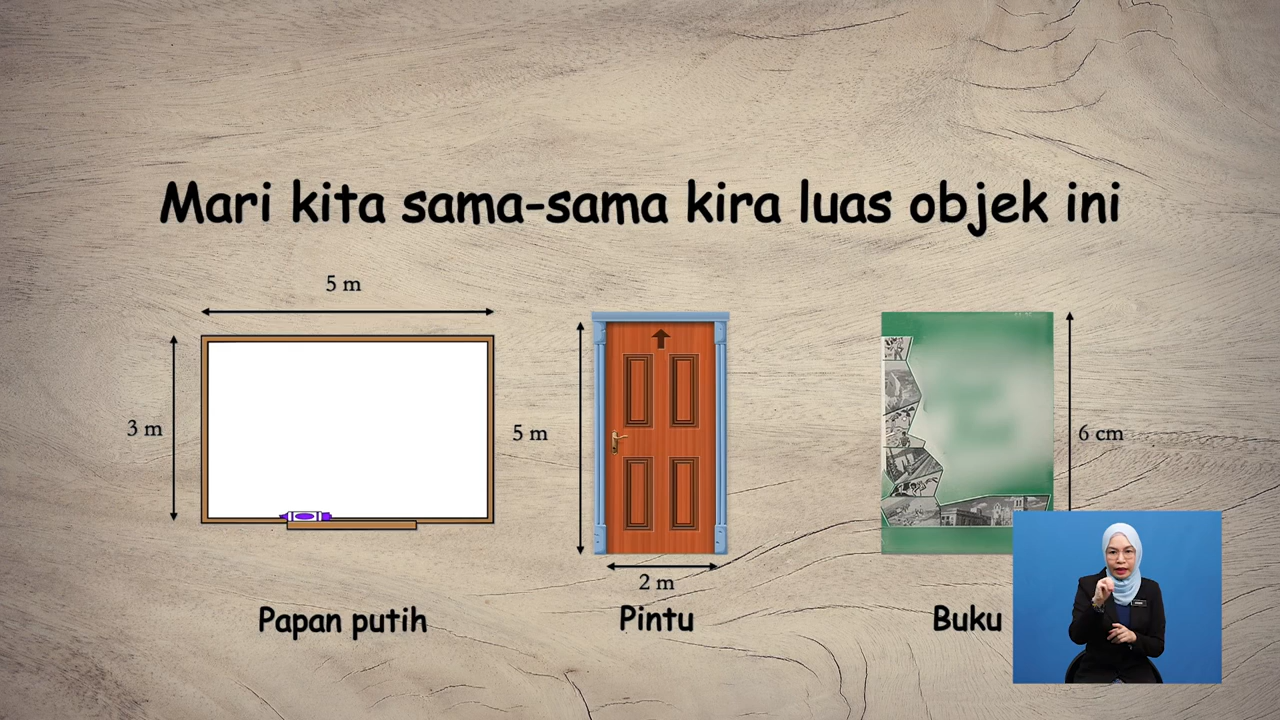 Mari kita sama-sama kira luas objek ini
5 m
3 m
5 m
6 cm
2 m
Papan putih
Pintu
Buku